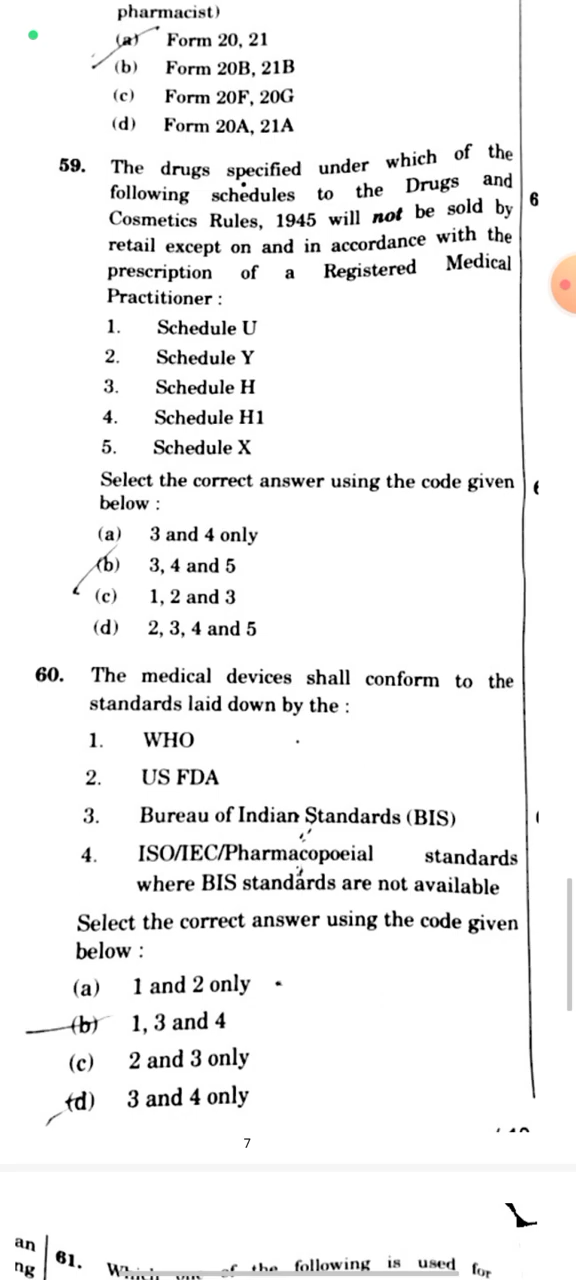 pharmacist)
(a) Form 20, 21
(b) Form 20B, 21B
(c) Form 20F, 20G
(d) Form 20A, 21A
59. The drugs specified under which of the
following schedules to the Drugs and
Cosmetics Rules, 1945 will not be sold by
retail except on and in accordance with the
prescription of a Registered Medical
Practitioner :
1. Schedule U
2. Schedule Y
3. Schedule H
4. Schedule H1
5. Schedule X
Select the correct answer using the code given
below :
(a) 3 and 4 only
(b) 3, 4 and 5
(c) 1, 2 and 3
(d) 2, 3, 4 and 5
6
60. The medical devices shall conform to the
standards laid down by the :
1. WHO
2. US FDA
3. Bureau of Indian Standards (BIS)
4. ISO/IEC/Pharmacopoeial standards
where BIS standards are not available
Select the correct answer using the code given
below :
(a) 1 and 2 only
(b) 1, 3 and 4
(c) 2 and 3 only
(d) 3 and 4 only
7
an
ng
61. of the following is used for